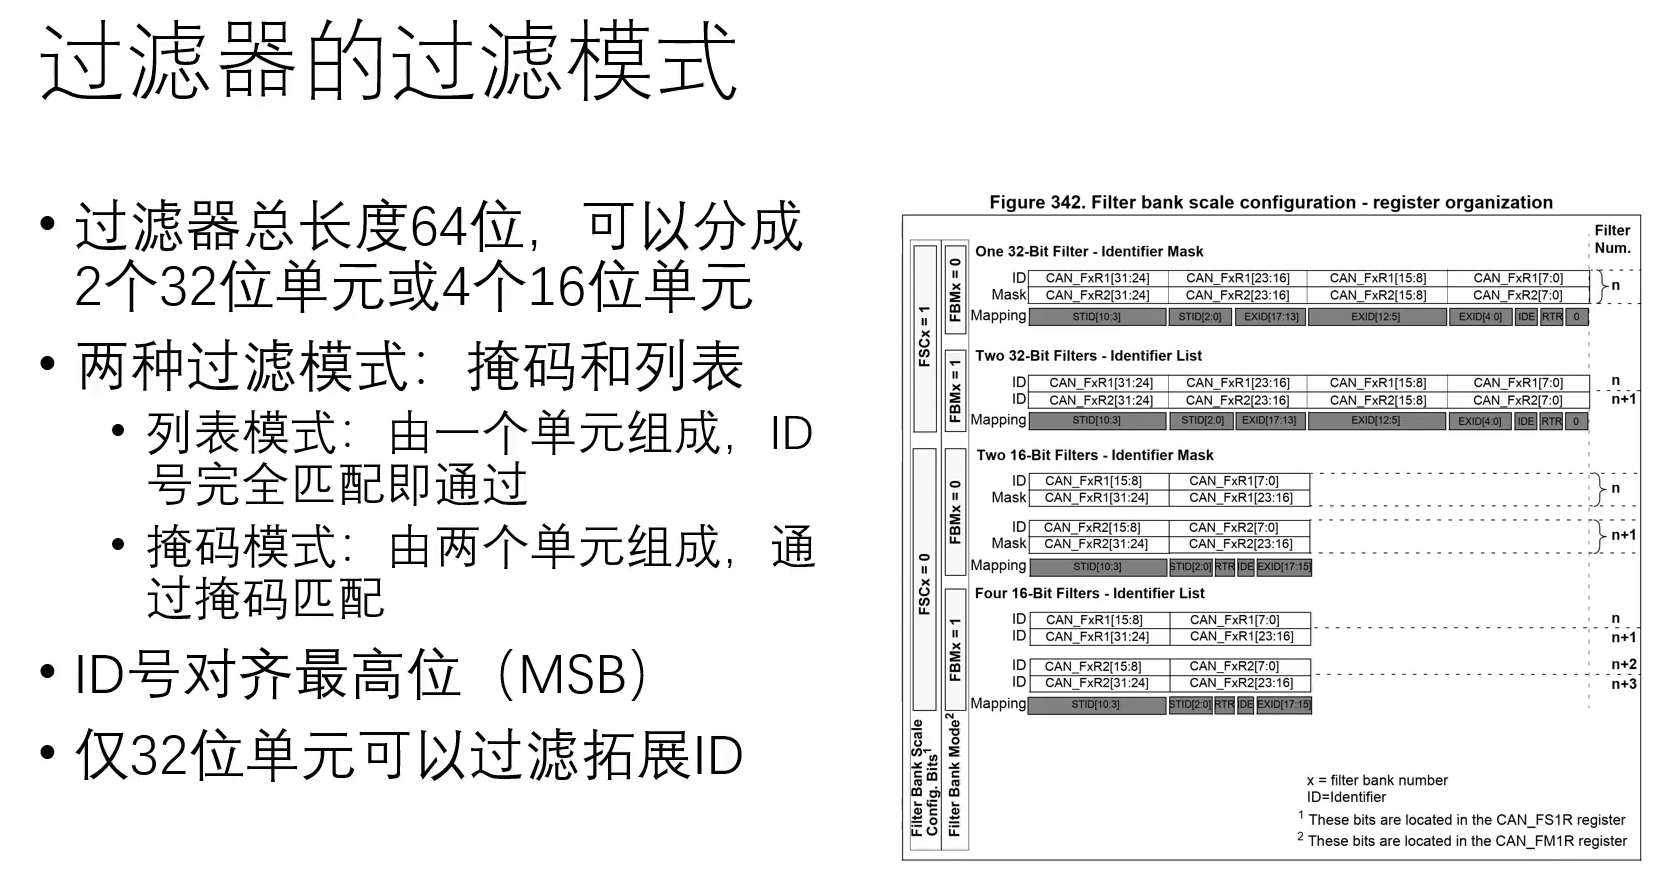 过滤器的过滤模式
• 过滤器总长度64位，可以分成
2个32位单元或4个16位单元
• 两种过滤模式：掩码和列表
• 列表模式：由一个单元组成，ID
号完全匹配即通过
• 掩码模式：由两个单元组成，通
过掩码匹配
• ID号对齐最高位（MSB）
• 仅32位单元可以过滤拓展ID
Figure 342. Filter bank scale configuration - register organization
Filter
Num.
FSCx = 1
FBMx = 0
One 32-Bit Filter - Identifier Mask
ID CAN_FxR1[31:24] CAN_FxR1[23:16] CAN_FxR1[15:8] CAN_FxR1[7:0]
Mask CAN_FxR2[31:24] CAN_FxR2[23:16] CAN_FxR2[15:8] CAN_FxR2[7:0]
n
Mapping STID[10:3] STID[2:0] EXID[17:13] EXID[12:5] EXID[4:0] IDE RTR 0
FBMx = 1
Two 32-Bit Filters - Identifier List
ID CAN_FxR1[31:24] CAN_FxR1[23:16] CAN_FxR1[15:8] CAN_FxR1[7:0] n
ID CAN_FxR2[31:24] CAN_FxR2[23:16] CAN_FxR2[15:8] CAN_FxR2[7:0] n+1
Mapping STID[10:3] STID[2:0] EXID[17:13] EXID[12:5] EXID[4:0] IDE RTR 0
FSCx = 0
FBMx = 0
Two 16-Bit Filters - Identifier Mask
ID CAN_FxR1[15:8] CAN_FxR1[7:0]
Mask CAN_FxR1[31:24] CAN_FxR1[23:16]
n
ID CAN_FxR2[15:8] CAN_FxR2[7:0]
Mask CAN_FxR2[31:24] CAN_FxR2[23:16]
n+1
Mapping STID[10:3] STID[2:0] RTR IDE EXID[17:15]
FBMx = 1
Four 16-Bit Filters - Identifier List
ID CAN_FxR1[15:8] CAN_FxR1[7:0] n
ID CAN_FxR1[31:24] CAN_FxR1[23:16] n+1
ID CAN_FxR2[15:8] CAN_FxR2[7:0] n+2
ID CAN_FxR2[31:24] CAN_FxR2[23:16] n+3
Mapping STID[10:3] STID[2:0] RTR IDE EXID[17:15]
Filter Bank Scale
Config. Bits1
Filter Bank Mode2
x = filter bank number
ID=Identifier
1 These bits are located in the CAN_FS1R register
2 These bits are located in the CAN_FM1R register